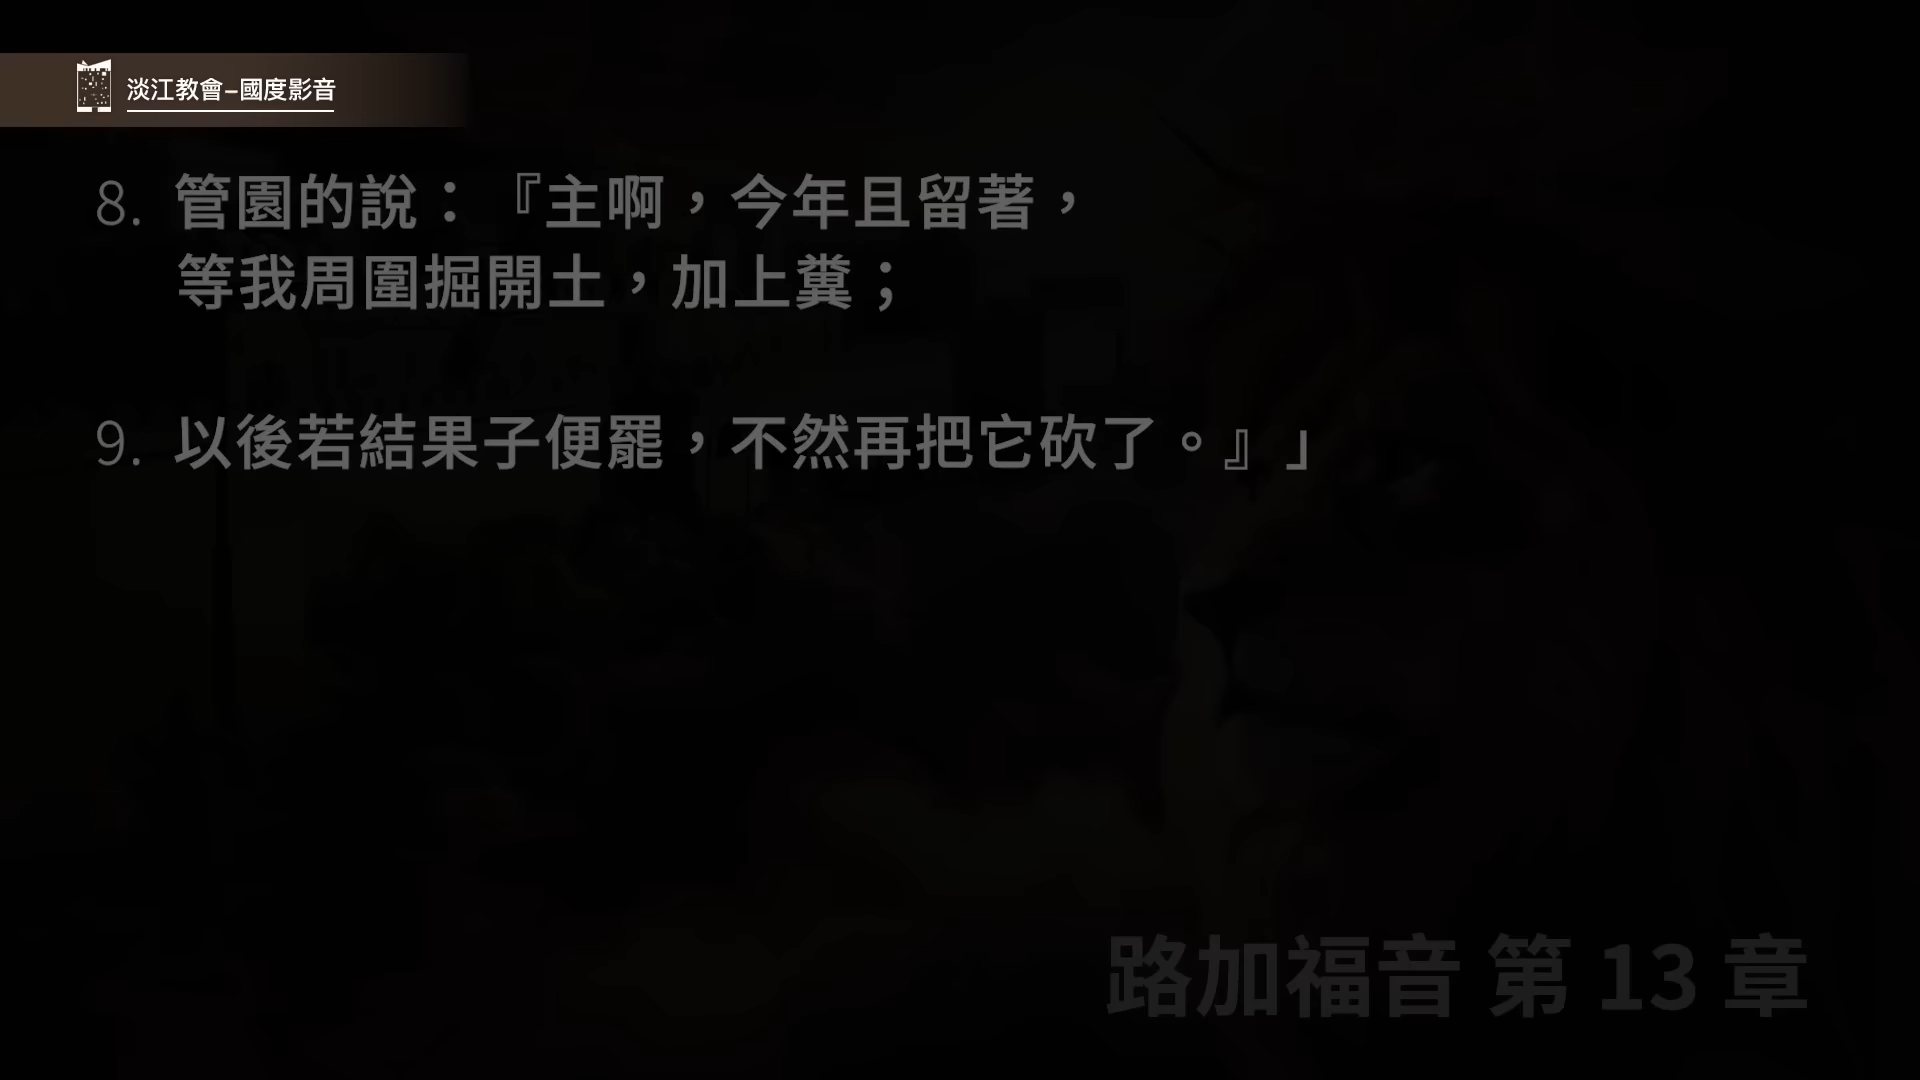 淡江教會–國度影音
8. 管園的說：『主啊，今年且留著，
等我周圍掘開土，加上糞；
9. 以後若結果子便罷，不然再把它砍了。』」
路加福音 第 13 章